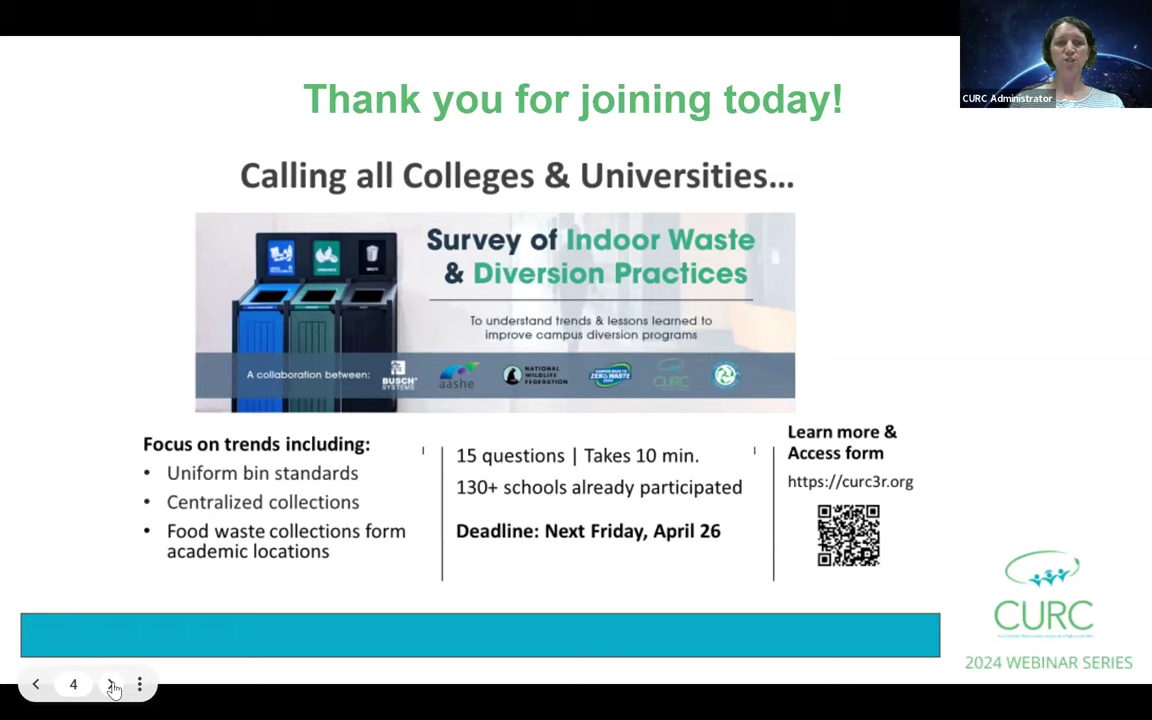 CURC Administrator
Thank you for joining today!
Calling all Colleges & Universities...
Survey of Indoor Waste
& Diversion Practices
To understand trends & lessons learned to
improve campus diversion programs
A collaboration between:
BUSCH
SYSTEMS
aashe
NATIONAL
WILDLIFE
FEDERATION
ZERO WASTE
CURC
Focus on trends including:
• Uniform bin standards
• Centralized collections
• Food waste collections form
academic locations
15 questions | Takes 10 min.
130+ schools already participated
Deadline: Next Friday, April 26
Learn more &
Access form
https://curc3r.org
CURC
2024 WEBINAR SERIES
4